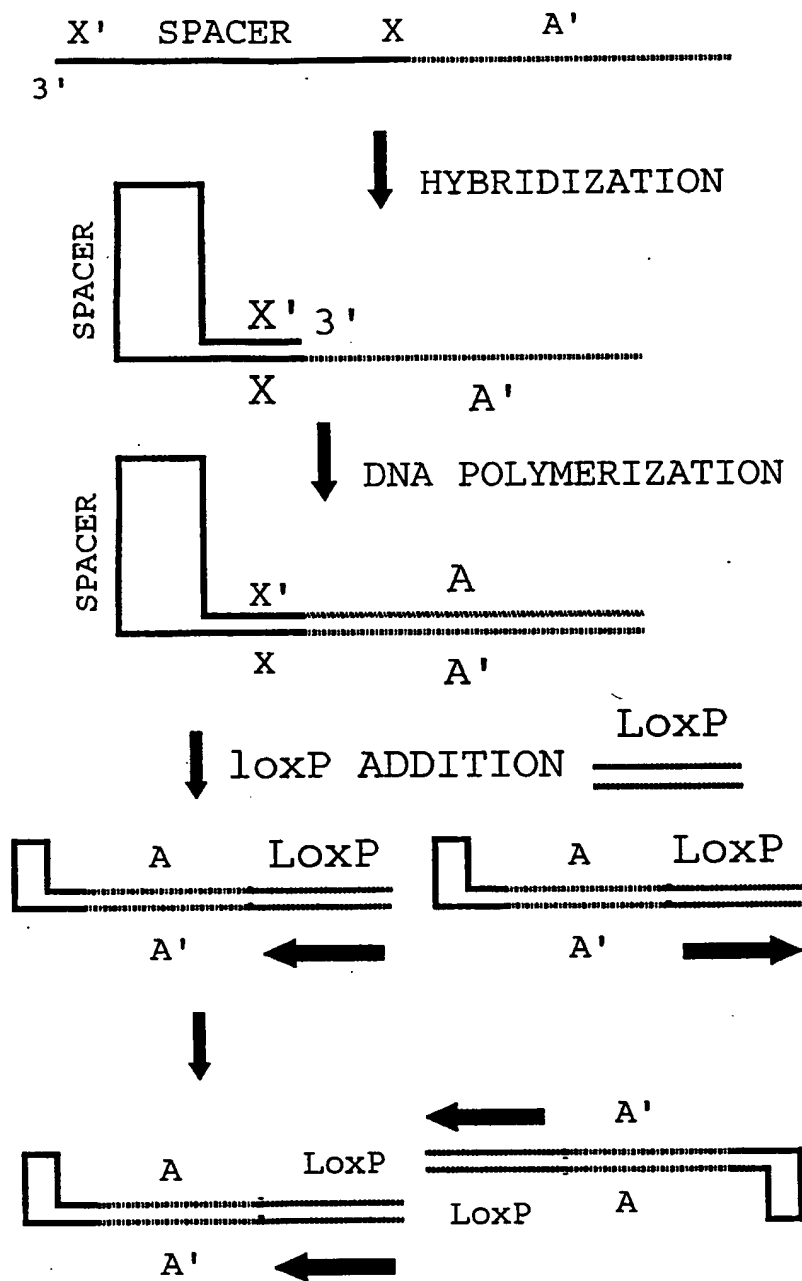 X' SPACER X A'
3'
HYBRIDIZATION
SPACER
X' 3'
X A'
DNA POLYMERIZATION
SPACER
X' A
X A'
LoxP
loxP ADDITION
A LoxP A LoxP
A' A'
A'
A LoxP
LoxP A
A'